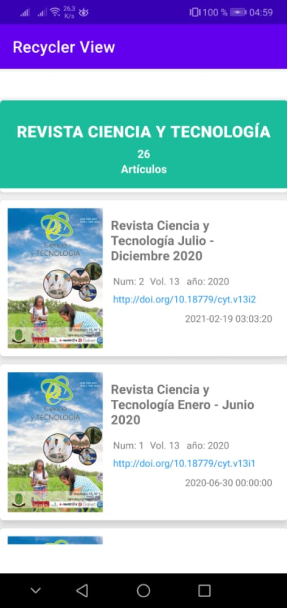 26,3
K/s
100 %
04:59
Recycler View
REVISTA CIENCIA Y TECNOLOGÍA
26
Artículos
Ciencia
y TECNOLOGÍA
Revista Ciencia y
Tecnología Julio -
Diciembre 2020
Num: 2 Vol. 13 año: 2020
http://doi.org/10.18779/cyt.v13i2
2021-02-19 03:03:20
Ciencia
y TECNOLOGÍA
Revista Ciencia y
Tecnología Enero - Junio
2020
Num: 1 Vol. 13 año: 2020
http://doi.org/10.18779/cyt.v13i1
2020-06-30 00:00:00